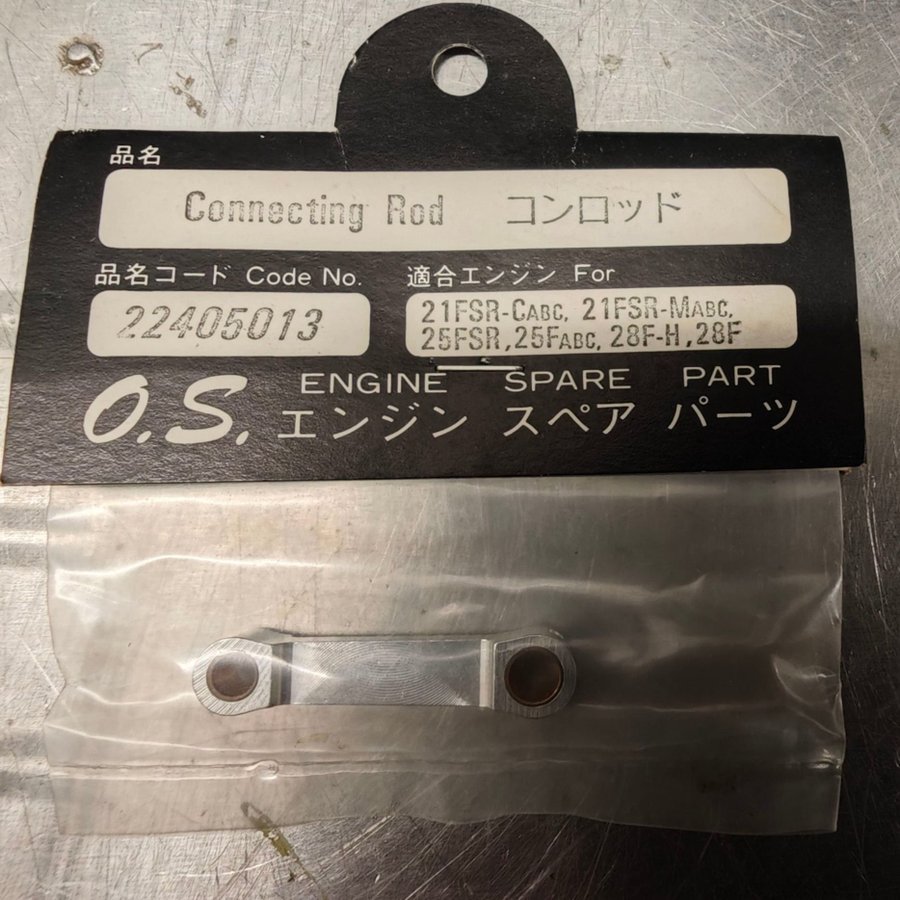 品名
Connecting Rod コンロッド
品名コード Code No. 適合エンジン For
22405013
21FSR-CABC, 21FSR-MABC,
25FSR, 25FABC, 28F-H, 28F
ENGINE SPARE PART
O.S. エンジン スペア パーツ